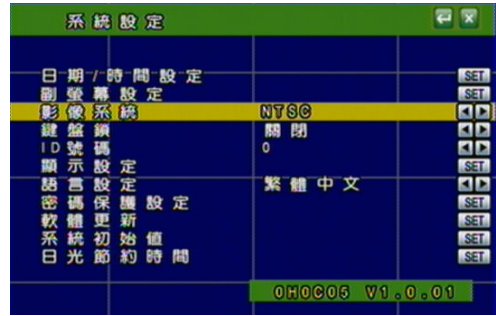 系統設定
日期/時間設定 SET
副螢幕設定 SET
影像系統 NTSC
鍵盤鎖 關閉
ID號碼 0
顯示設定 SET
語言設定 繁體中文
密碼保護設定 SET
軟體更新 SET
系統初始值 SET
日光節約時間 SET
0H0C05 V1.0.01